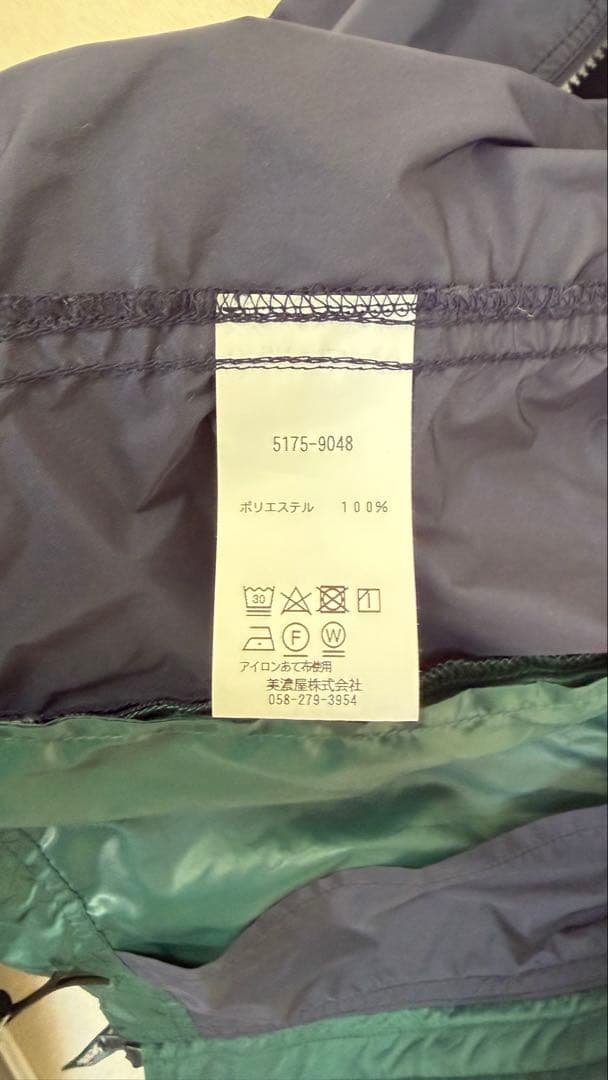 5175-9048
ポリエステル 100%
30
F W
アイロンあて布使用
美濃屋株式会社
058-279-3954